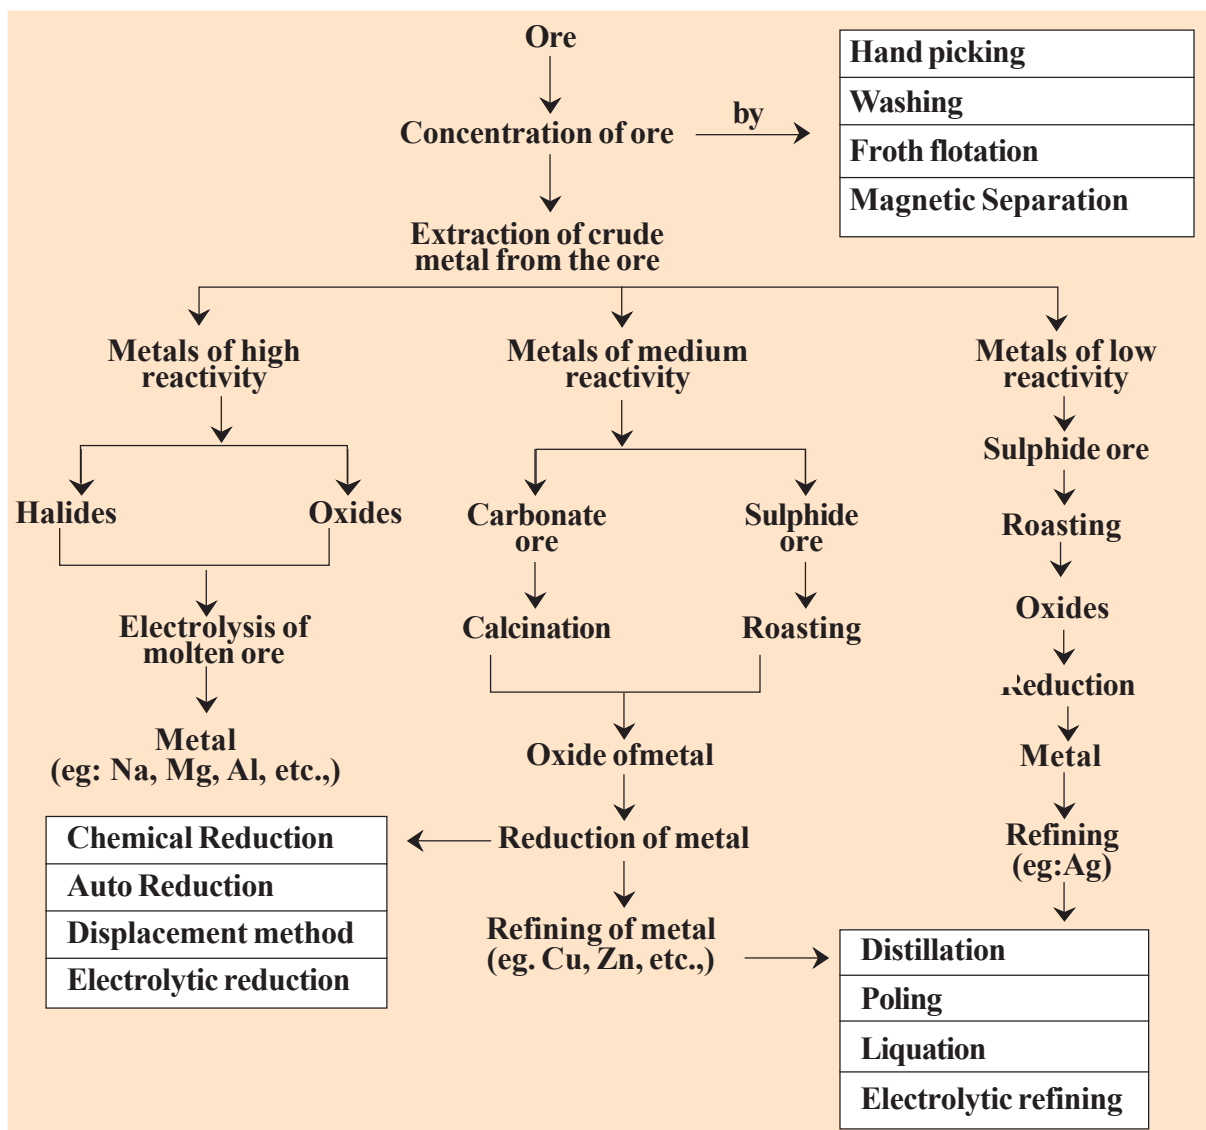 Ore
Concentration of ore
by
Hand picking
Washing
Froth flotation
Magnetic Separation
Extraction of crude
metal from the ore
Metals of high
reactivity
Metals of medium
reactivity
Metals of low
reactivity
Halides
Oxides
Electrolysis of
molten ore
Metal
(eg: Na, Mg, Al, etc.,)
Carbonate
ore
Sulphide
ore
Calcination
Roasting
Oxide ofmetal
Reduction of metal
Chemical Reduction
Auto Reduction
Displacement method
Electrolytic reduction
Refining of metal
(eg. Cu, Zn, etc.,)
Sulphide ore
Roasting
Oxides
Reduction
Metal
Refining
(eg:Ag)
Distillation
Poling
Liquation
Electrolytic refining